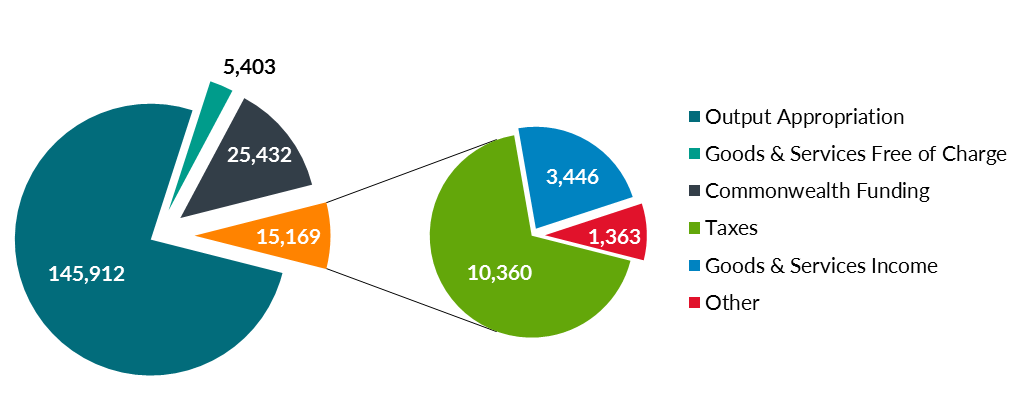 5,403
25,432
15,169
145,912
3,446
1,363
10,360
Output Appropriation
Goods & Services Free of Charge
Commonwealth Funding
Taxes
Goods & Services Income
Other